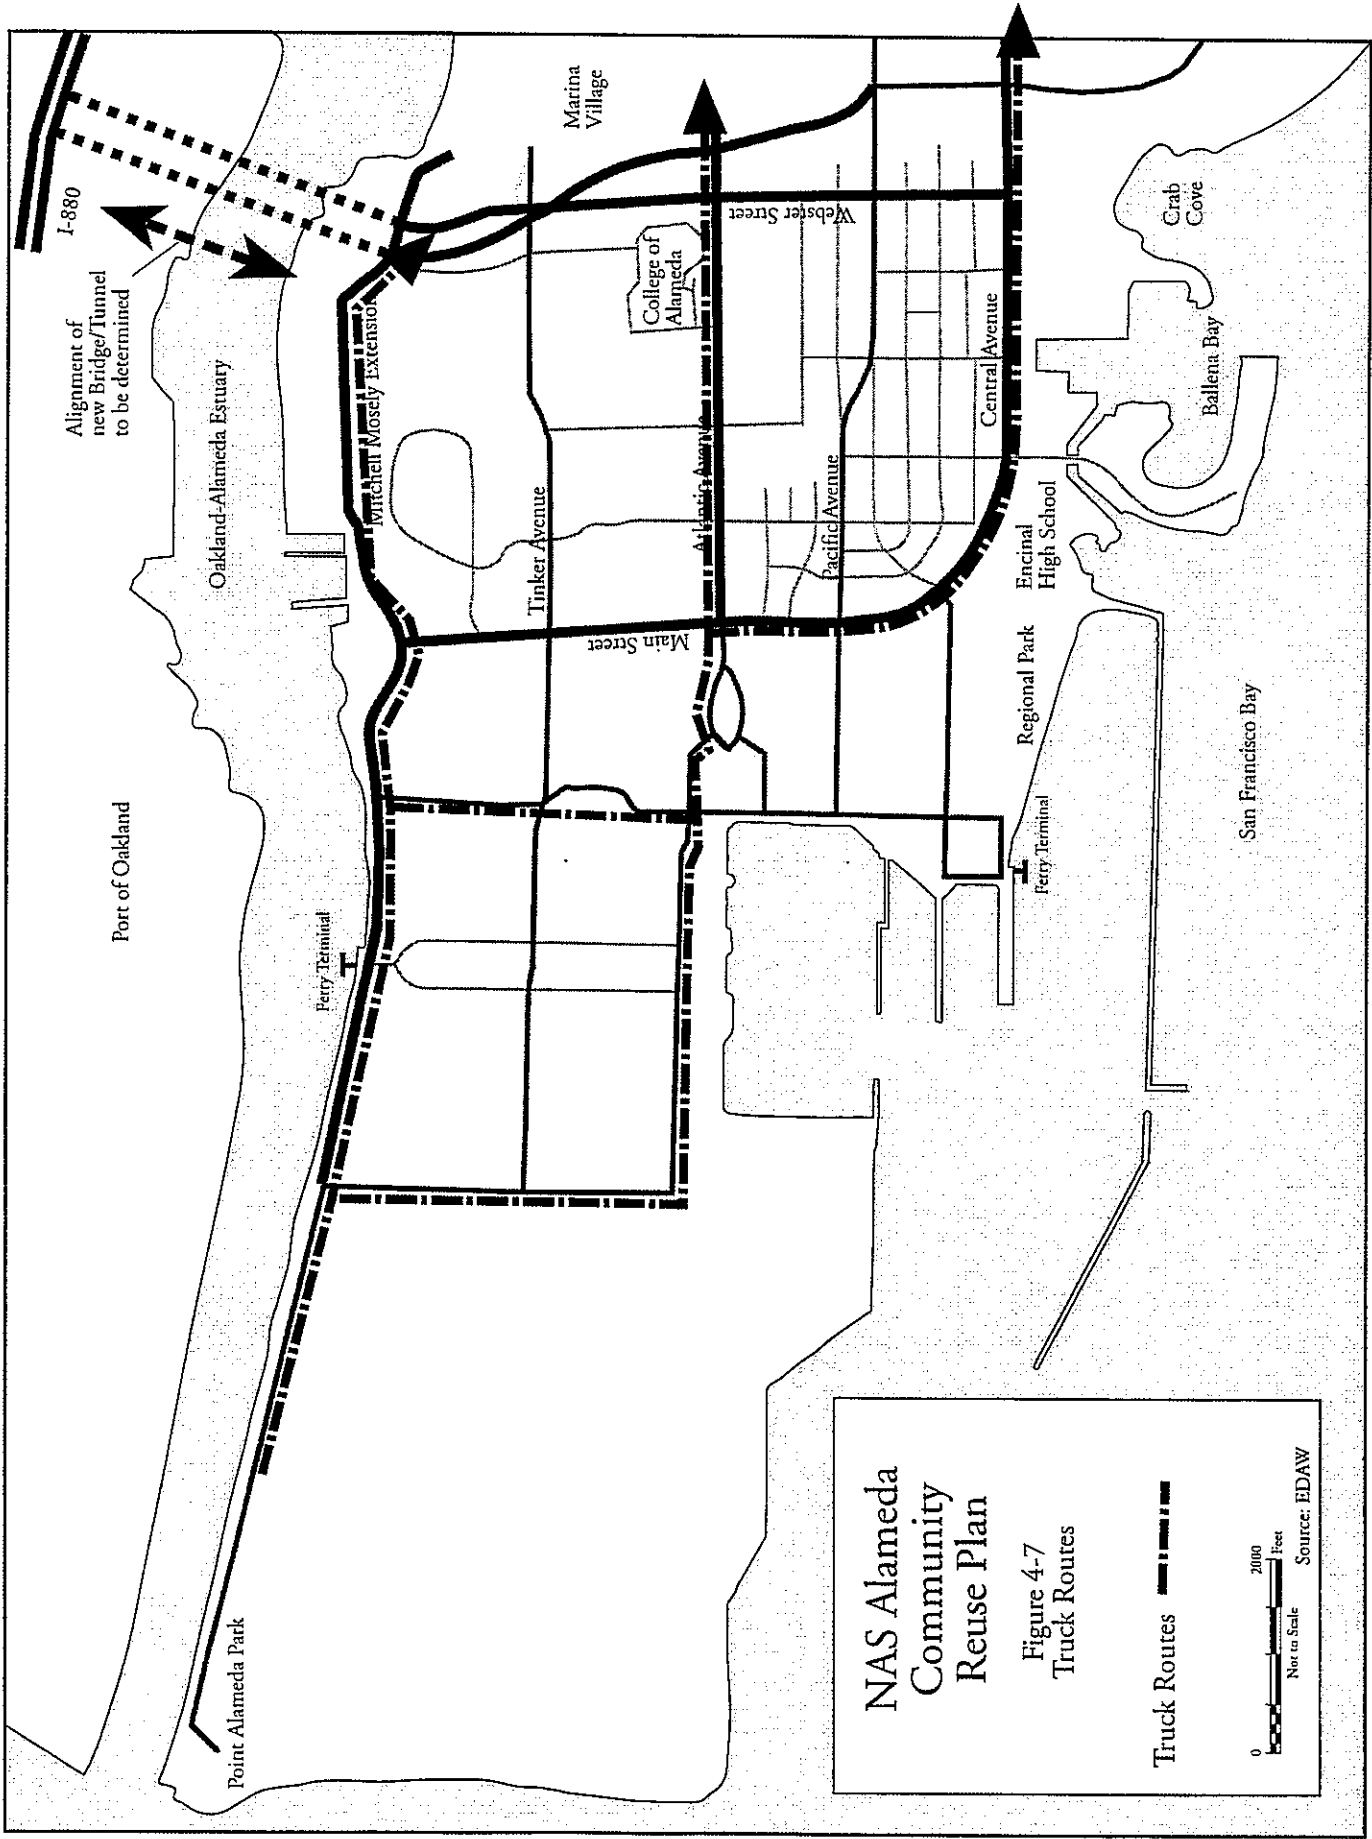 I-880
Alignment of
new Bridge/Tunnel
to be determined
Oakland-Alameda Estuary
Port of Oakland
Marina
Village
Mitchell Mosely Extension
Tinker Avenue
College of
Alameda
Webster Street
Atlantic Avenue
Main Street
Pacific Avenue
Central Avenue
Crab
Cove
Ballena Bay
Encinal
High School
Regional Park
San Francisco Bay
Ferry Terminal
Ferry Terminal
Point Alameda Park
NAS Alameda
Community
Reuse Plan
Figure 4-7
Truck Routes
Truck Routes
0 2000
Feet
Not to Scale
Source: EDAW